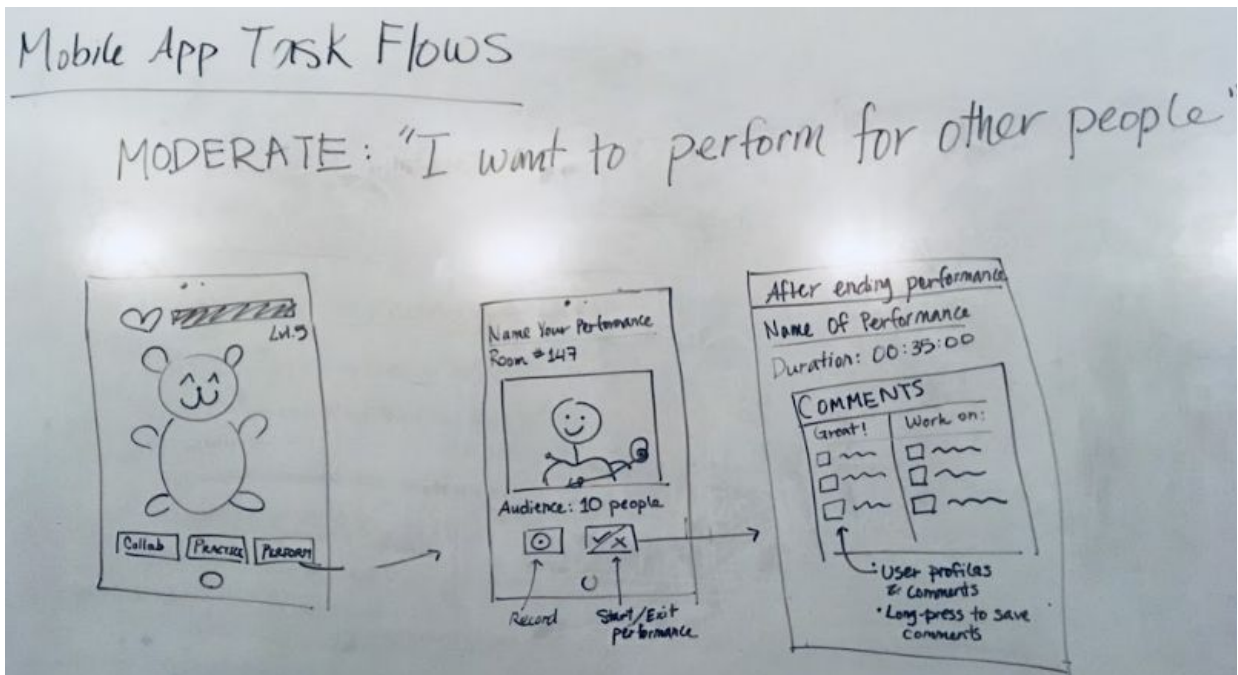 Mobile App Task Flows
MODERATE: "I want to perform for other people"
Lvl.5
Collab
PRACTICE
PERFORM
Name Your Performance
Room #147
Audience: 10 people
Record
Start/Exit
performance
After ending performance
Name Of Performance
Duration: 00:35:00
COMMENTS
Great!
Work on:
• User profiles
& comments
• Long-press to save
comments